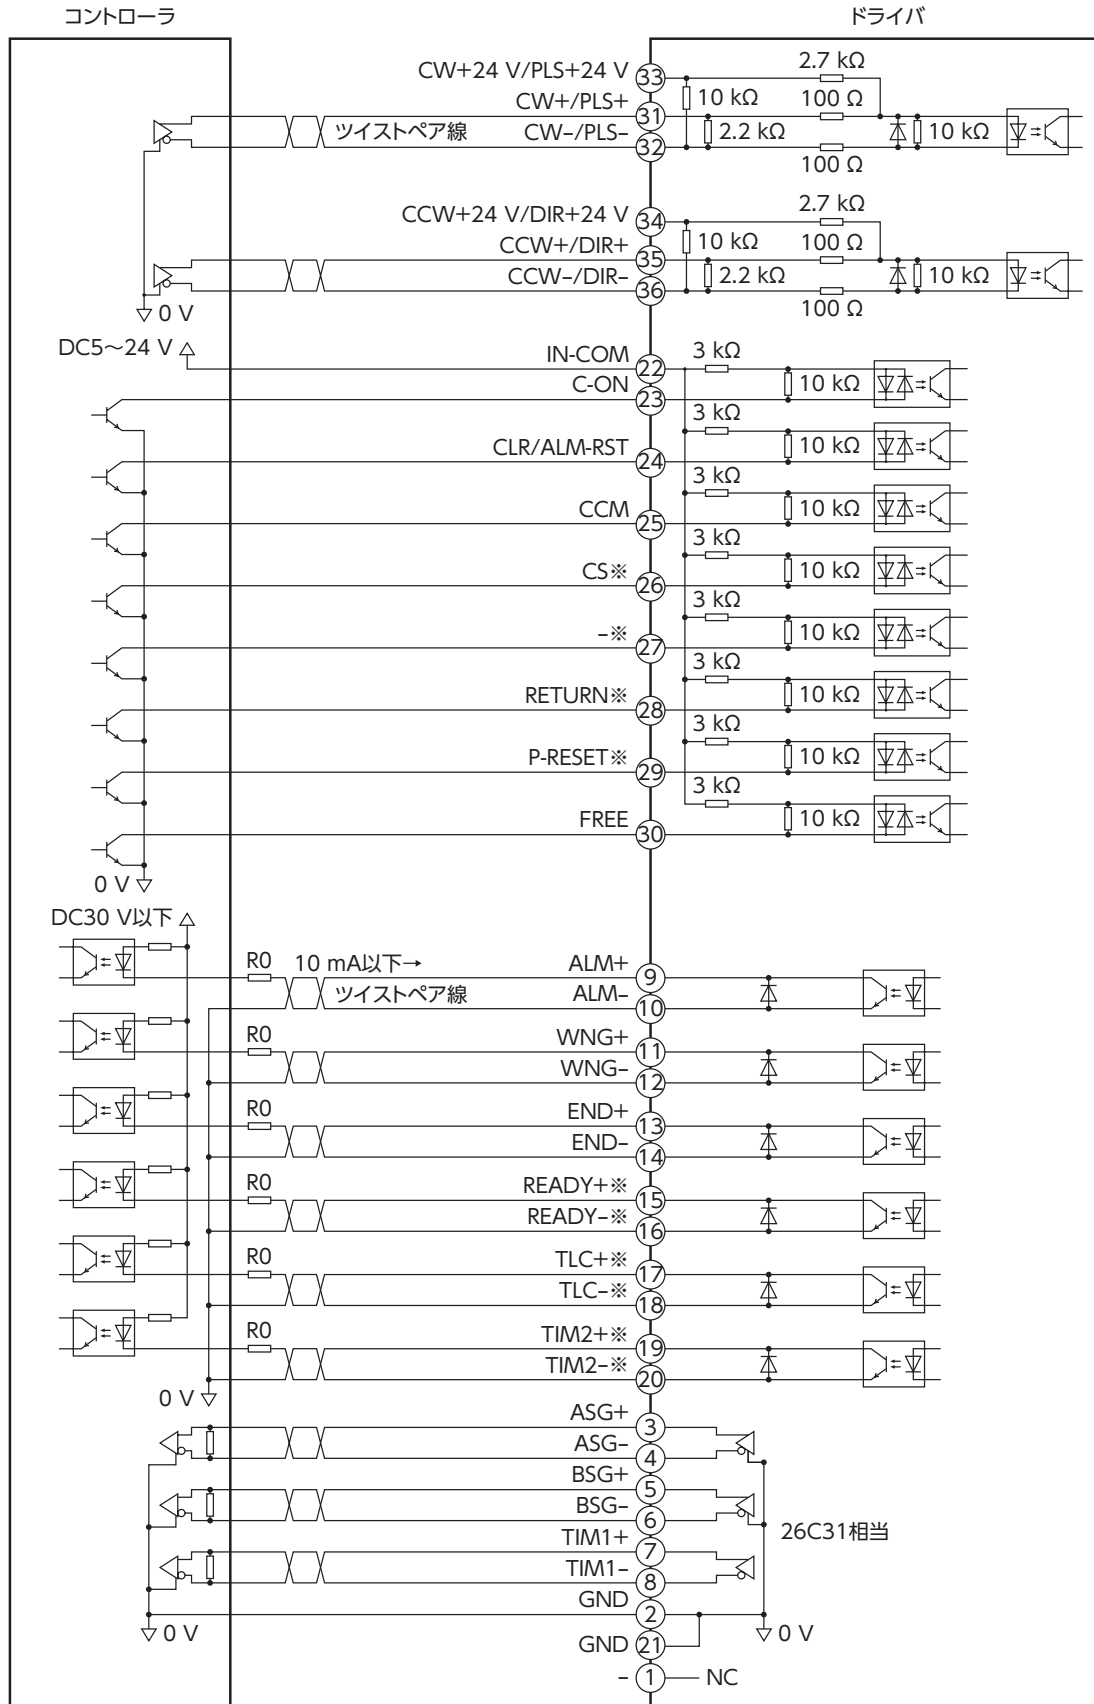 コントローラ
ドライバ
CW+24 V/PLS+24 V
33
2.7 kΩ
10 kΩ
CW+/PLS+
31
100 Ω
ツイストペア線
CW–/PLS–
32
2.2 kΩ
10 kΩ
100 Ω
CCW+24 V/DIR+24 V
34
2.7 kΩ
10 kΩ
CCW+/DIR+
35
100 Ω
CCW–/DIR–
36
2.2 kΩ
10 kΩ
100 Ω
0 V
DC5〜24 V
IN-COM
22
3 kΩ
C-ON
23
10 kΩ
3 kΩ
CLR/ALM-RST
24
10 kΩ
3 kΩ
CCM
25
10 kΩ
3 kΩ
CS※
26
10 kΩ
3 kΩ
–※
27
10 kΩ
3 kΩ
RETURN※
28
10 kΩ
3 kΩ
P-RESET※
29
10 kΩ
3 kΩ
FREE
30
10 kΩ
0 V
DC30 V以下
R0
10 mA以下→
ALM+
9
ツイストペア線
ALM–
10
R0
WNG+
11
WNG–
12
R0
END+
13
END–
14
R0
READY+※
15
READY–※
16
R0
TLC+※
17
TLC–※
18
R0
TIM2+※
19
TIM2–※
20
0 V
ASG+
3
ASG–
4
BSG+
5
BSG–
6
26C31相当
TIM1+
7
TIM1–
8
GND
2
0 V
0 V
GND
21
–
1
NC